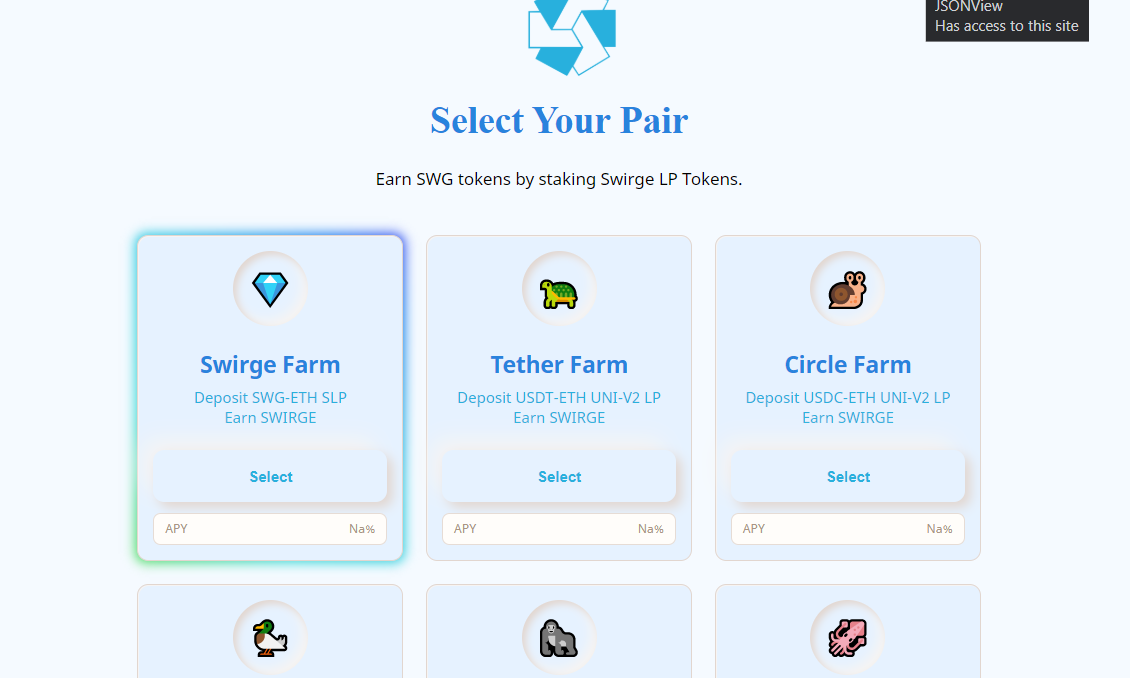 JSONView
Has access to this site
Select Your Pair
Earn SWG tokens by staking Swirge LP Tokens.
Swirge Farm
Deposit SWG-ETH SLP
Earn SWIRGE
Select
APY Na%
Tether Farm
Deposit USDT-ETH UNI-V2 LP
Earn SWIRGE
Select
APY Na%
Circle Farm
Deposit USDC-ETH UNI-V2 LP
Earn SWIRGE
Select
APY Na%